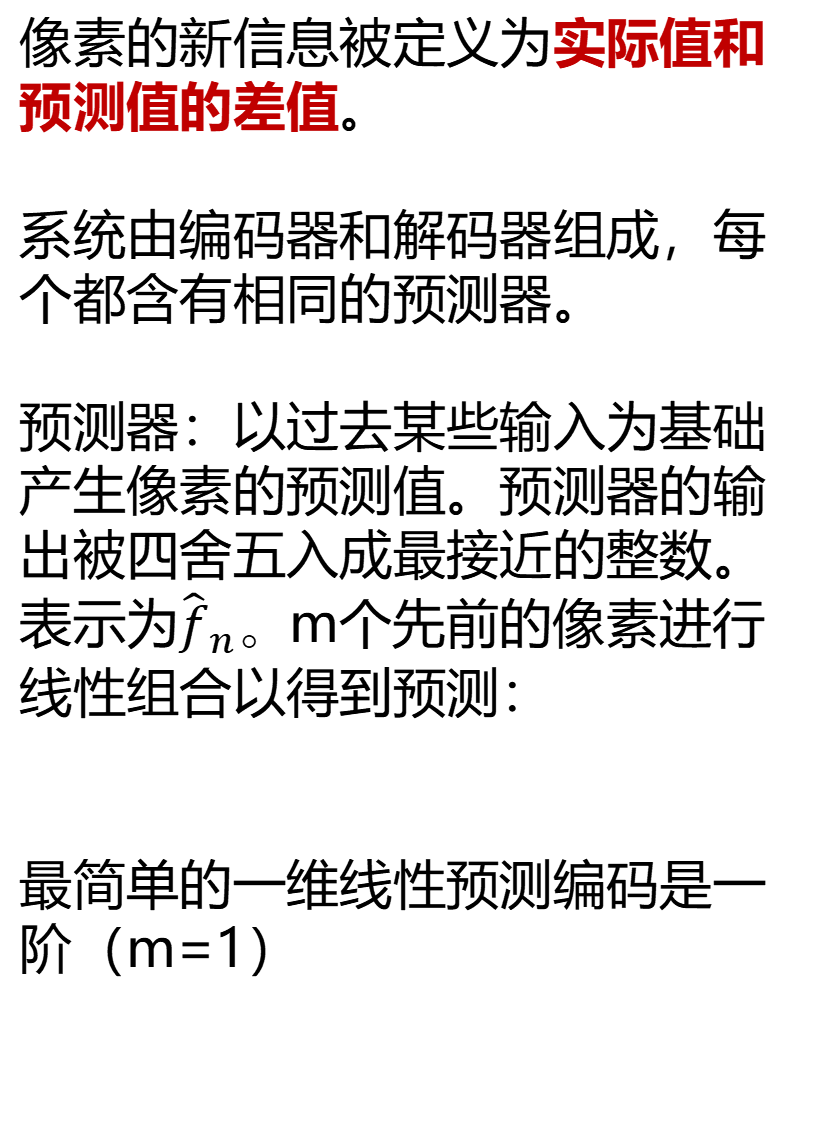 像素的新信息被定义为实际值和
预测值的差值。
系统由编码器和解码器组成，每
个都含有相同的预测器。
预测器：以过去某些输入为基础
产生像素的预测值。预测器的输
出被四舍五入成最接近的整数。
表示为f̂ₙ。m个先前的像素进行
线性组合以得到预测：
最简单的一维线性预测编码是一
阶（m=1）